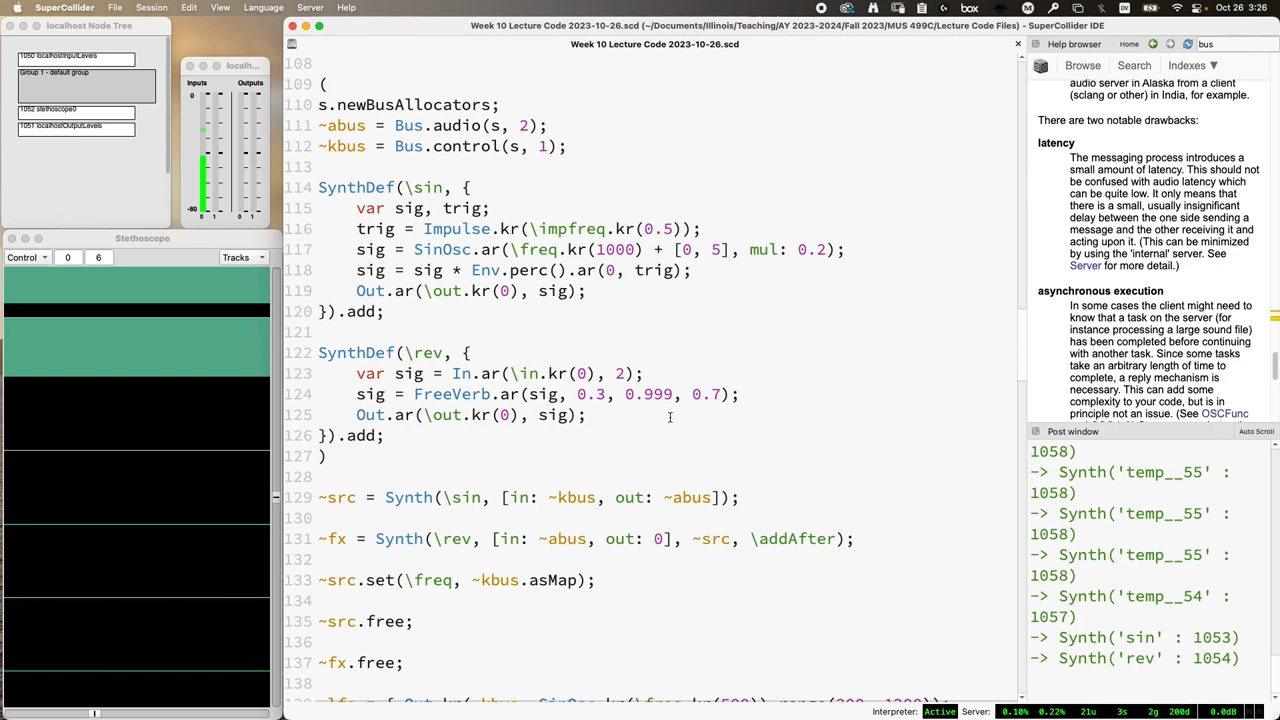 SuperCollider File Session Edit View Language Server Help Thu Oct 26 3:26
localhost Node Tree
1050 localhostInputLevels
Group 1 - default group
1052 stethoscope0
1051 localhostOutputLevels
localh...
Inputs Outputs
0
-80
0 1 0 1
Stethoscope
Control 0 6 Tracks
Week 10 Lecture Code 2023-10-26.scd (~/Documents/Illinois/Teaching/AY 2023-2024/Fall 2023/MUS 499C/Lecture Code Files) - SuperCollider IDE
Week 10 Lecture Code 2023-10-26.scd
108
109 (
110 s.newBusAllocators;
111 ~abus = Bus.audio(s, 2);
112 ~kbus = Bus.control(s, 1);
113
114 SynthDef(\sin, {
115 var sig, trig;
116 trig = Impulse.kr(\impfreq.kr(0.5));
117 sig = SinOsc.ar(\freq.kr(1000) + [0, 5], mul: 0.2);
118 sig = sig * Env.perc().ar(0, trig);
119 Out.ar(\out.kr(0), sig);
120 }).add;
121
122 SynthDef(\rev, {
123 var sig = In.ar(\in.kr(0), 2);
124 sig = FreeVerb.ar(sig, 0.3, 0.999, 0.7);
125 Out.ar(\out.kr(0), sig);
126 }).add;
127 )
128
129 ~src = Synth(\sin, [in: ~kbus, out: ~abus]);
130
131 ~fx = Synth(\rev, [in: ~abus, out: 0], ~src, \addAfter);
132
133 ~src.set(\freq, ~kbus.asMap);
134
135 ~src.free;
136
137 ~fx.free;
138
Help browser Home bus
Browse Search Indexes ▼
audio server in Alaska from a client
(sclang or other) in India, for example.
There are two notable drawbacks:
latency
The messaging process introduces a
small amount of latency. This should not
be confused with audio latency which
can be quite low. It only means that
there is a small, usually insignificant
delay between the one side sending a
message and the other receiving it and
acting upon it. (This can be minimized
by using the 'internal' server. See
Server for more detail.)
asynchronous execution
In some cases the client might need to
know that a task on the server (for
instance processing a large sound file)
has been completed before continuing
with another task. Since some tasks
take an arbitrary length of time to
complete, a reply mechanism is
necessary. This can add some
complexity to your code, but is in
principle not an issue. (See OSCFunc
Post window Auto Scroll
1058)
-> Synth('temp__55' :
1058)
-> Synth('temp__55' :
1058)
-> Synth('temp__55' :
1058)
-> Synth('temp__54' :
1057)
-> Synth('sin' : 1053)
-> Synth('rev' : 1054)
Interpreter: Active Server: 0.10% 0.22% 21u 3s 2g 200d 0.0dB